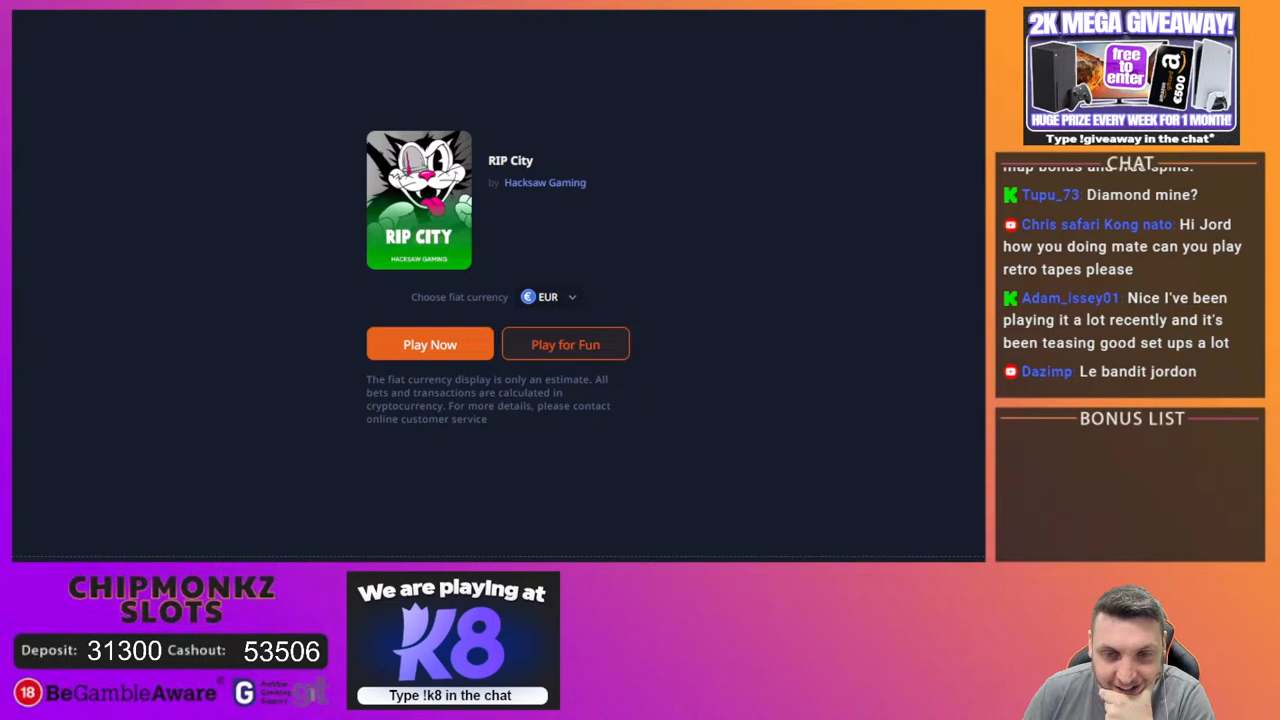 RIP City
by Hacksaw Gaming
RIP CITY
HACKSAW GAMING
Choose fiat currency € EUR
Play Now
Play for Fun
The fiat currency display is only an estimate. All
bets and transactions are calculated in
cryptocurrency. For more details, please contact
online customer service
2K MEGA GIVEAWAY!
free
to
enter
a
€500
HUGE PRIZE EVERY WEEK FOR 1 MONTH!
Type !giveaway in the chat*
CHAT
map bonus and free spins.
Tupu_73: Diamond mine?
Chris safari Kong nato: Hi Jord
how you doing mate can you play
retro tapes please
Adam_issey01: Nice I've been
playing it a lot recently and it's
been teasing good set ups a lot
Dazimp: Le bandit jordon
BONUS LIST
CHIPMONKZ
SLOTS
Deposit: 31300 Cashout: 53506
18 BeGambleAware
G
git
We are playing at
K8
Type !k8 in the chat